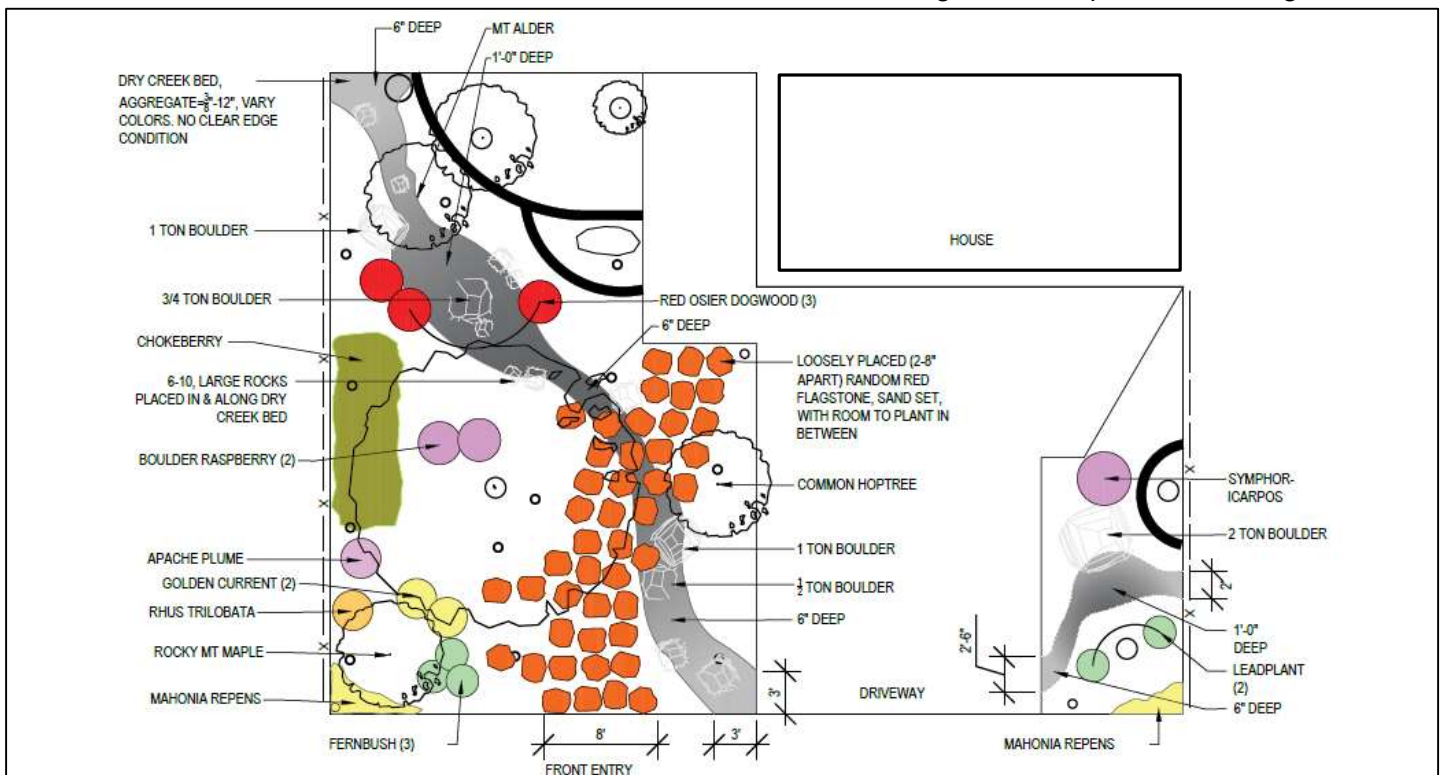 6" DEEP
MT ALDER
1'-0" DEEP
DRY CREEK BED,
AGGREGATE=3/8"-12", VARY
COLORS. NO CLEAR EDGE
CONDITION
X
1 TON BOULDER
HOUSE
3/4 TON BOULDER
RED OSIER DOGWOOD (3)
6" DEEP
CHOKEBERRY
X
6-10, LARGE ROCKS
PLACED IN & ALONG DRY
CREEK BED
LOOSELY PLACED (2-8"
APART) RANDOM RED
FLAGSTONE, SAND SET,
WITH ROOM TO PLANT IN
BETWEEN
BOULDER RASPBERRY (2)
X
COMMON HOPTREE
X
SYMPHOR-
ICARPOS
2 TON BOULDER
APACHE PLUME
1 TON BOULDER
GOLDEN CURRENT (2)
1/2 TON BOULDER
2'
RHUS TRILOBATA
X
6" DEEP
1'-0"
DEEP
ROCKY MT MAPLE
X
2'-6"
LEADPLANT
(2)
MAHONIA REPENS
3'
DRIVEWAY
6" DEEP
FERNBUSH (3)
8'
3'
MAHONIA REPENS
FRONT ENTRY